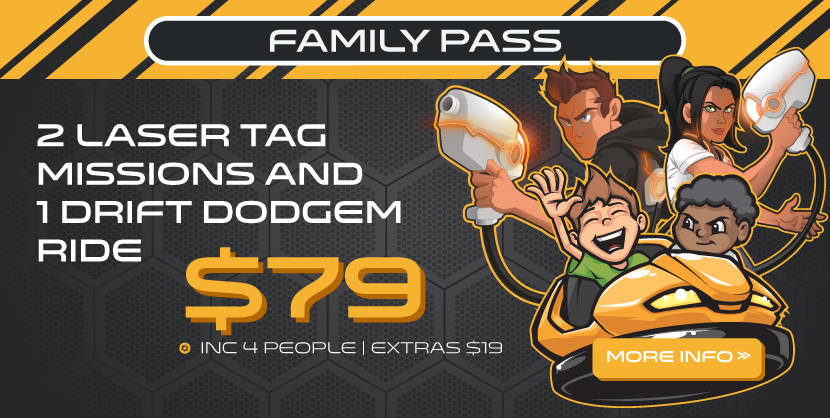 FAMILY PASS
2 LASER TAG
MISSIONS AND
1 DRIFT DODGEM
RIDE
$79
INC 4 PEOPLE | EXTRAS $19
MORE INFO »